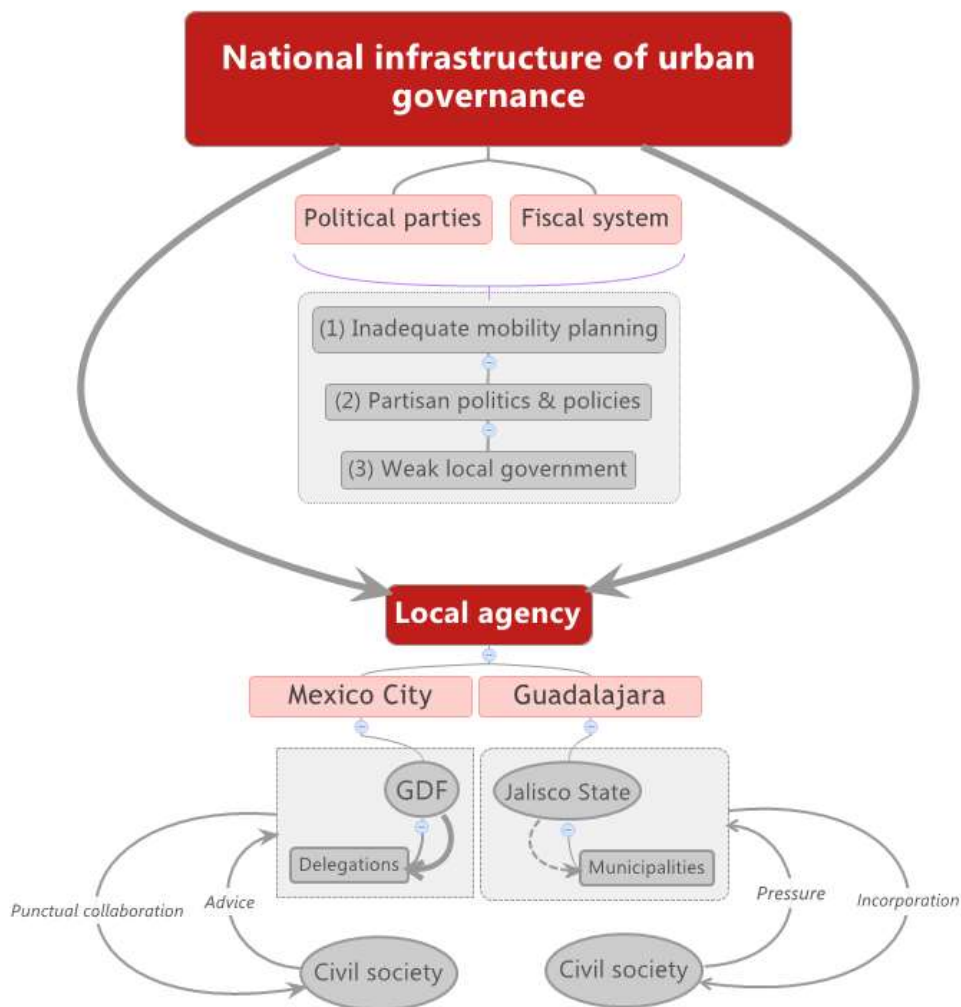 National infrastructure of urban
governance
Political parties
Fiscal system
(1) Inadequate mobility planning
(2) Partisan politics & policies
(3) Weak local government
Local agency
Mexico City
Guadalajara
GDF
Jalisco State
Delegations
Municipalities
Punctual collaboration
Advice
Pressure
Incorporation
Civil society
Civil society